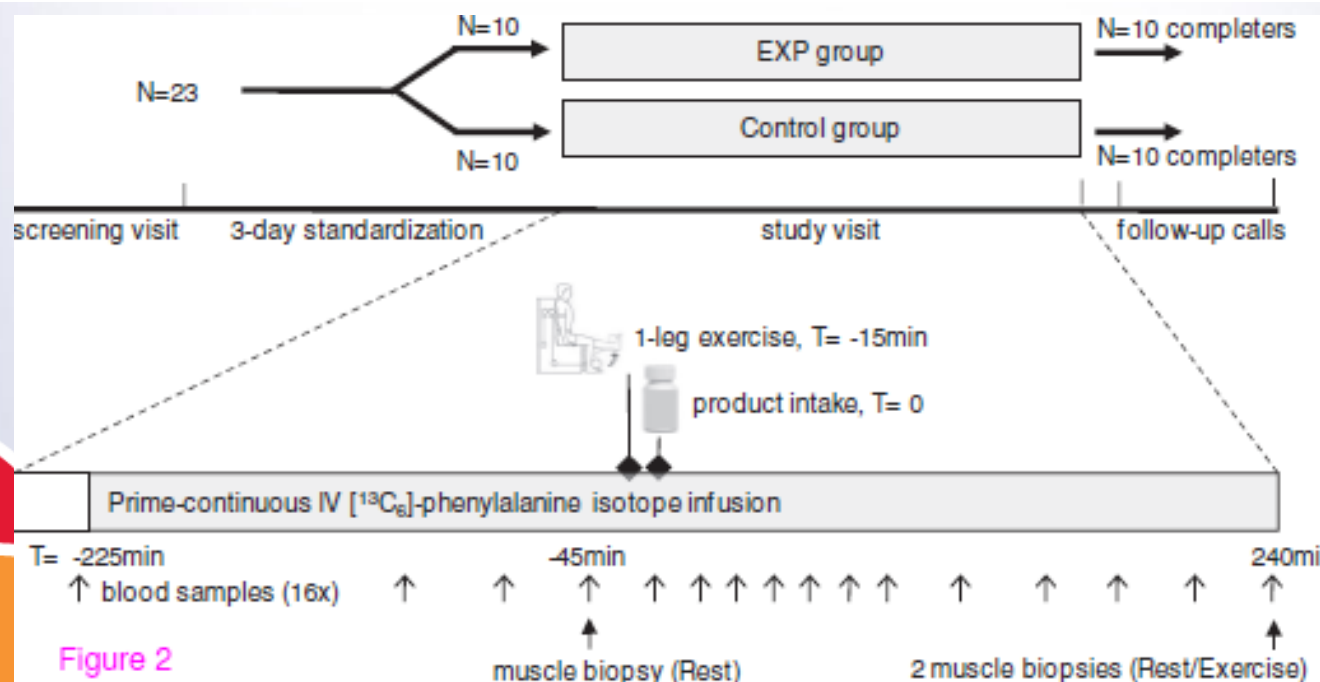 N=10
N=10 completers
EXP group
N=23
Control group
N=10
N=10 completers
screening visit
3-day standardization
study visit
follow-up calls
1-leg exercise, T= -15min
product intake, T= 0
Prime-continuous IV [¹³C₆]-phenylalanine isotope infusion
T= -225min
-45min
240mi
blood samples (16x)
Figure 2
muscle biopsy (Rest)
2 muscle biopsies (Rest/Exercise)